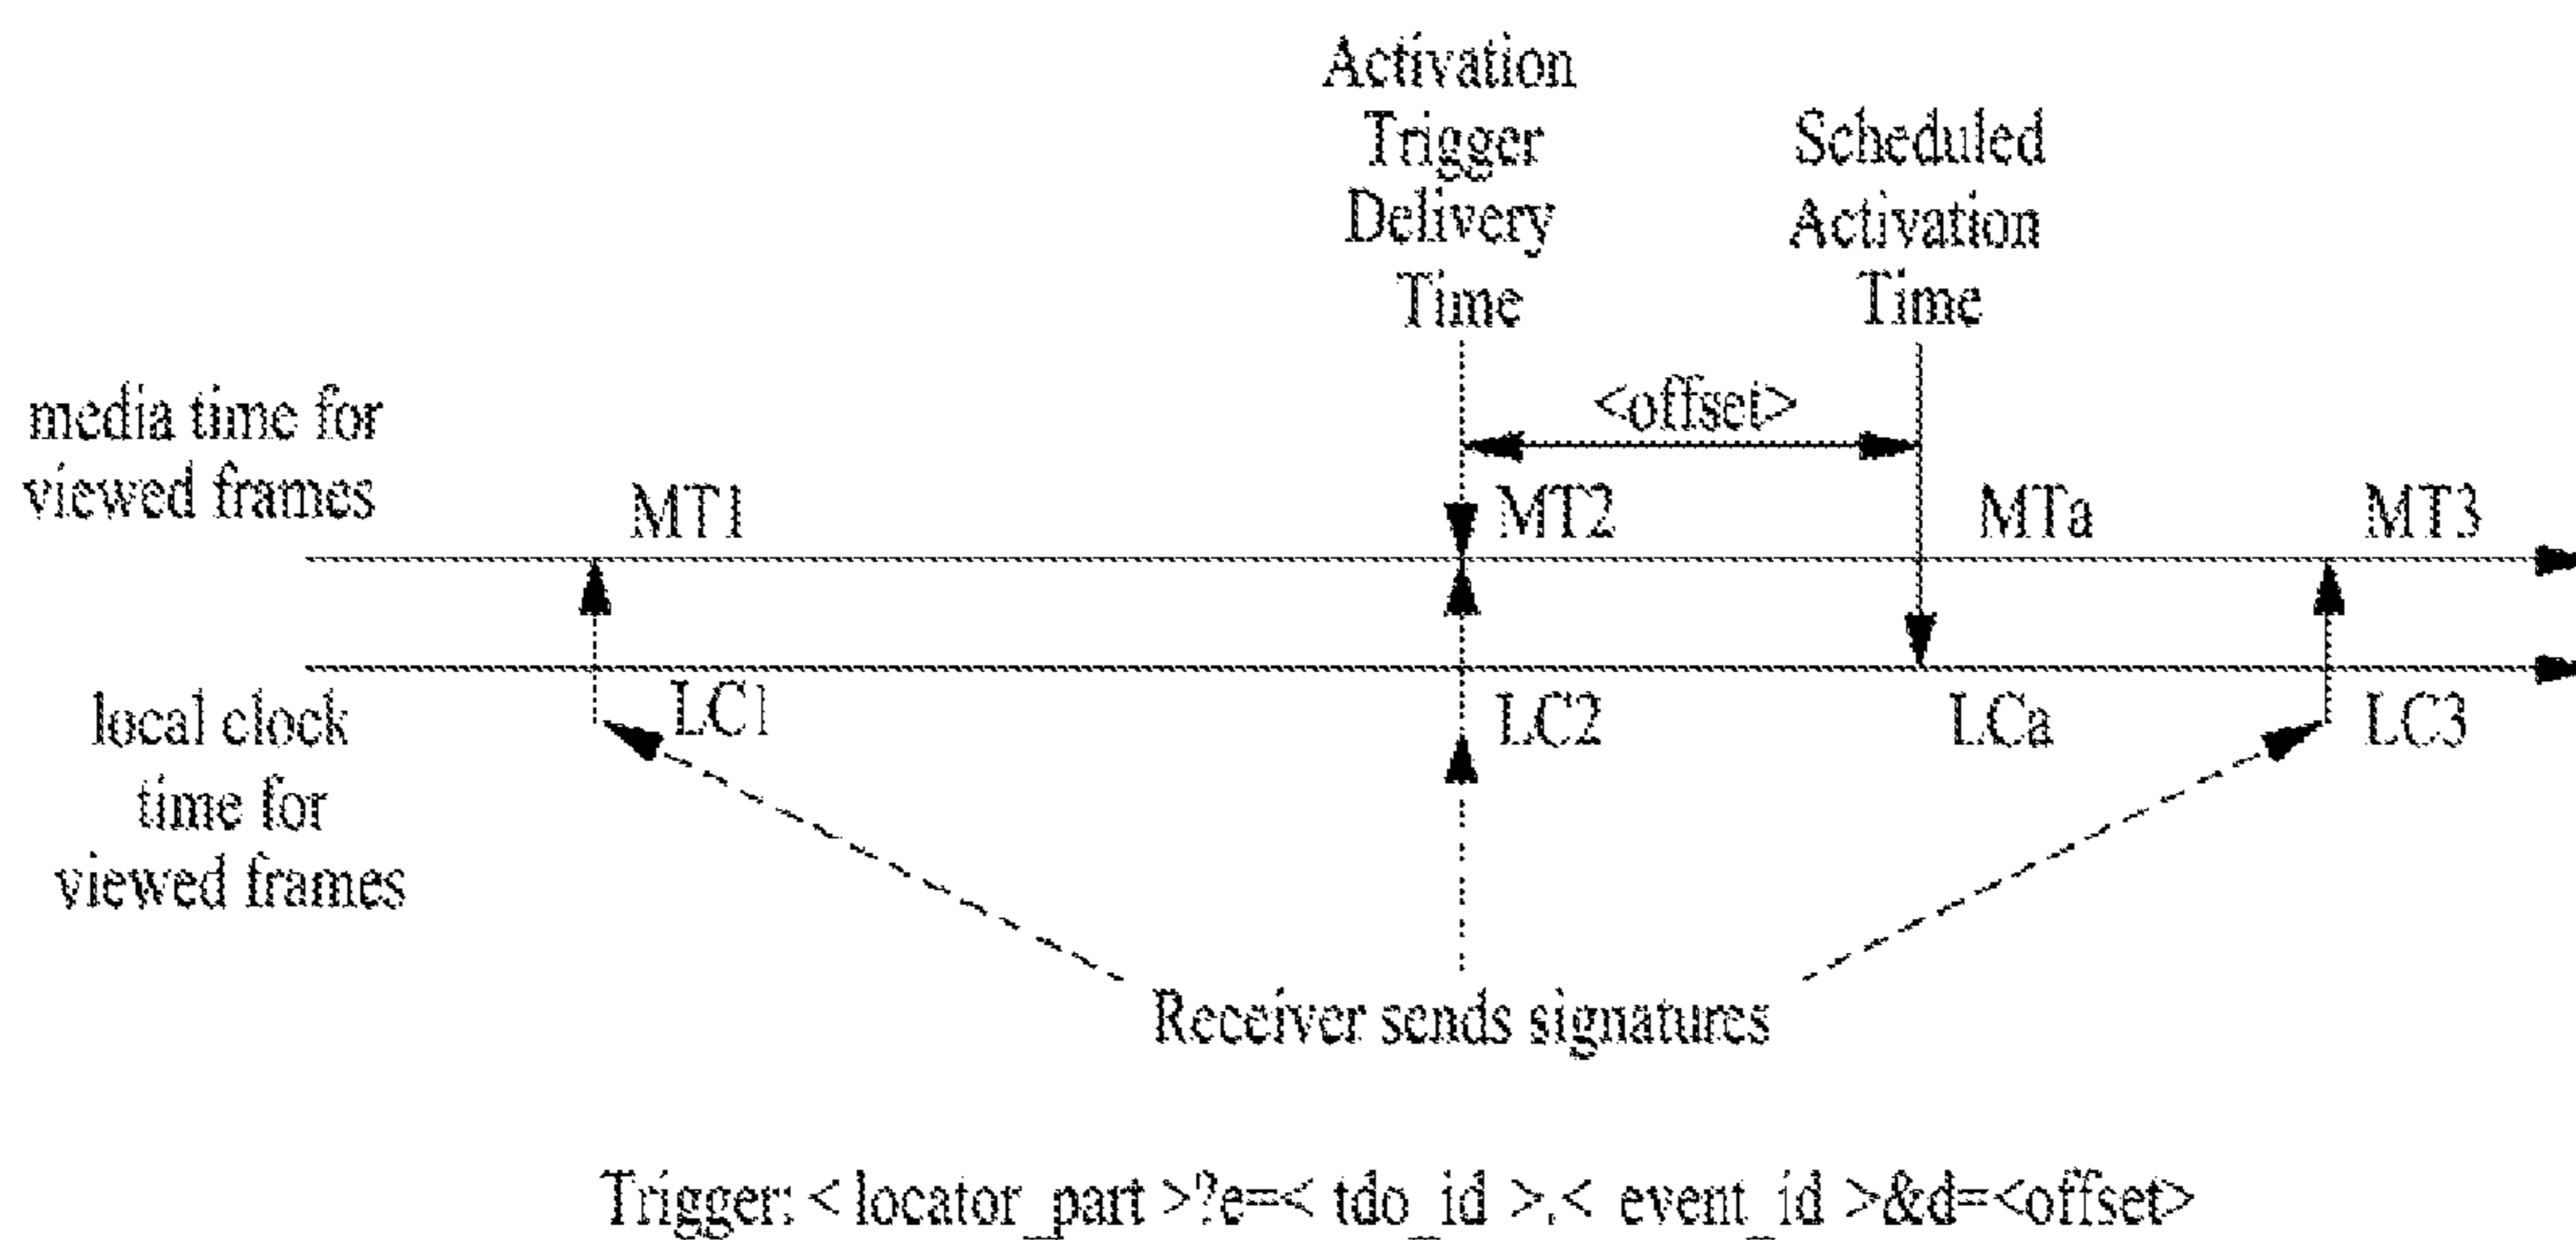 Activation
Trigger
Delivery
Time
Scheduled
Activation
Time
<offset>
media time for
viewed frames
MT1
MT2
MTa
MT3
local clock
time for
viewed frames
LC1
LC2
LCa
LC3
Receiver sends signatures
Trigger: < locator_part >?e=< tdo_id >.< event_id >&d=<offset>